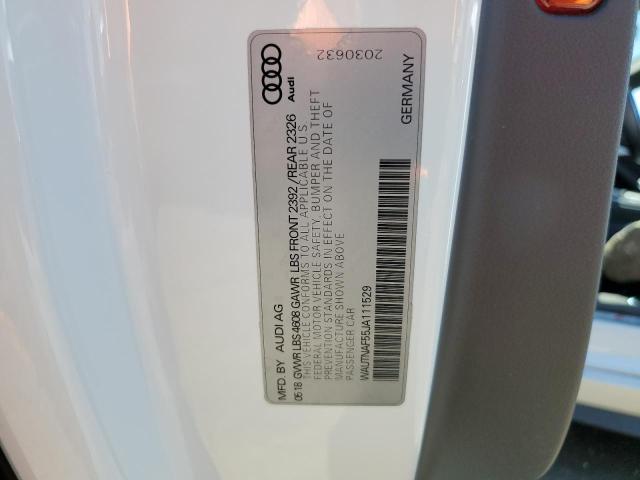 MFD. BY AUDI AG
05.18 GVWR LBS 4608 GAWR LBS FRONT 2392 / REAR 2326
THIS VEHICLE CONFORMS TO ALL APPLICABLE U S
FEDERAL MOTOR VEHICLE SAFETY, BUMPER AND THEFT
PREVENTION STANDARDS IN EFFECT ON THE DATE OF
MANUFACTURE SHOWN ABOVE
PASSENGER CAR
WAUTNAF55JA111529
GERMANY
Audi
2030632